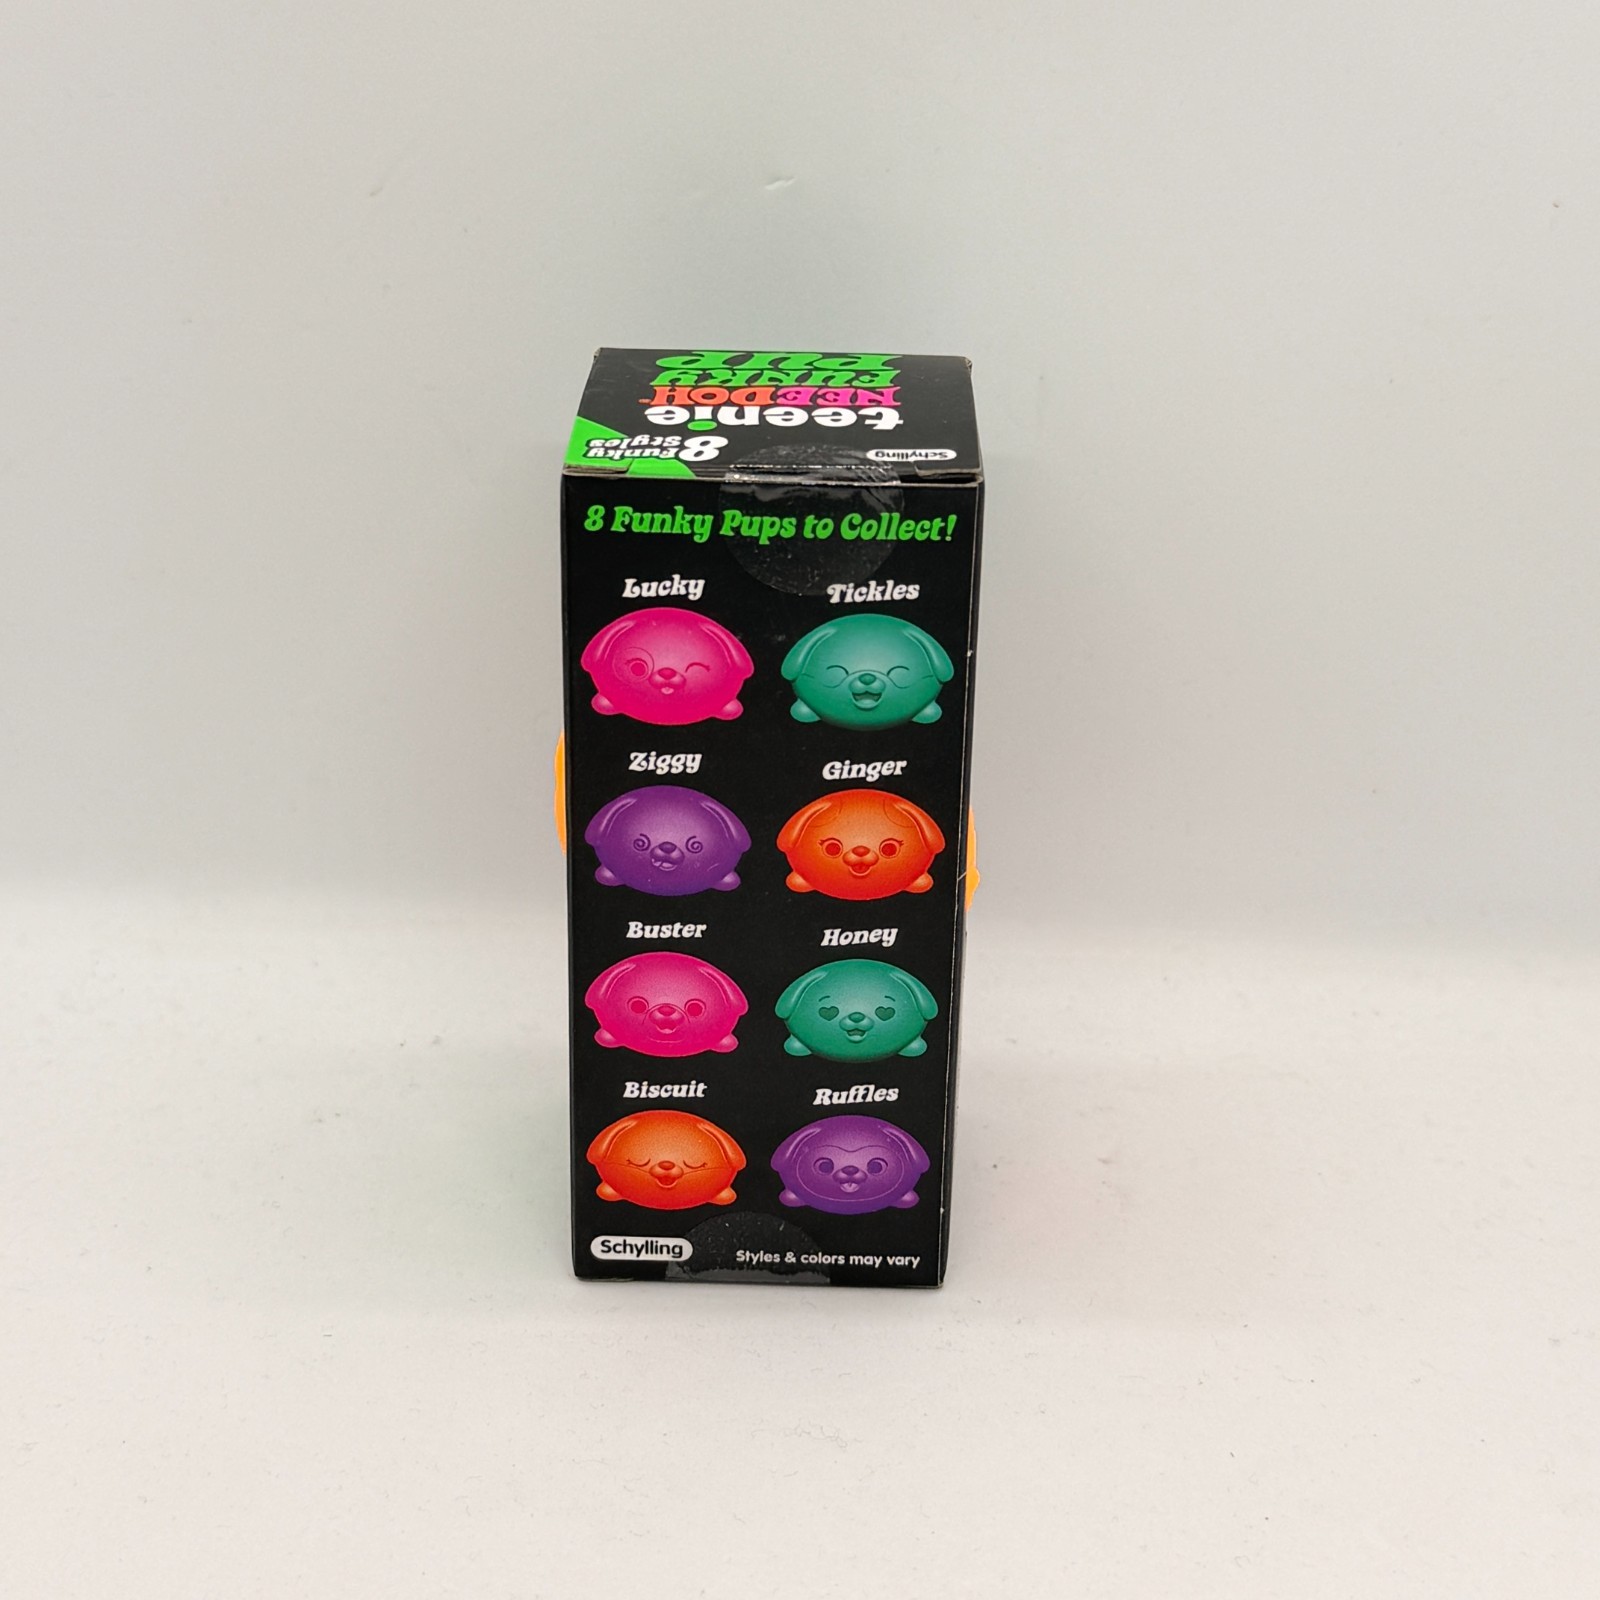 PUP
FUNKY
NEEDOH™
teenie
8 Funky Styles
Schylling
8 Funky Pups to Collect!
Lucky Tickles
Ziggy Ginger
Buster Honey
Biscuit Ruffles
Schylling Styles & colors may vary